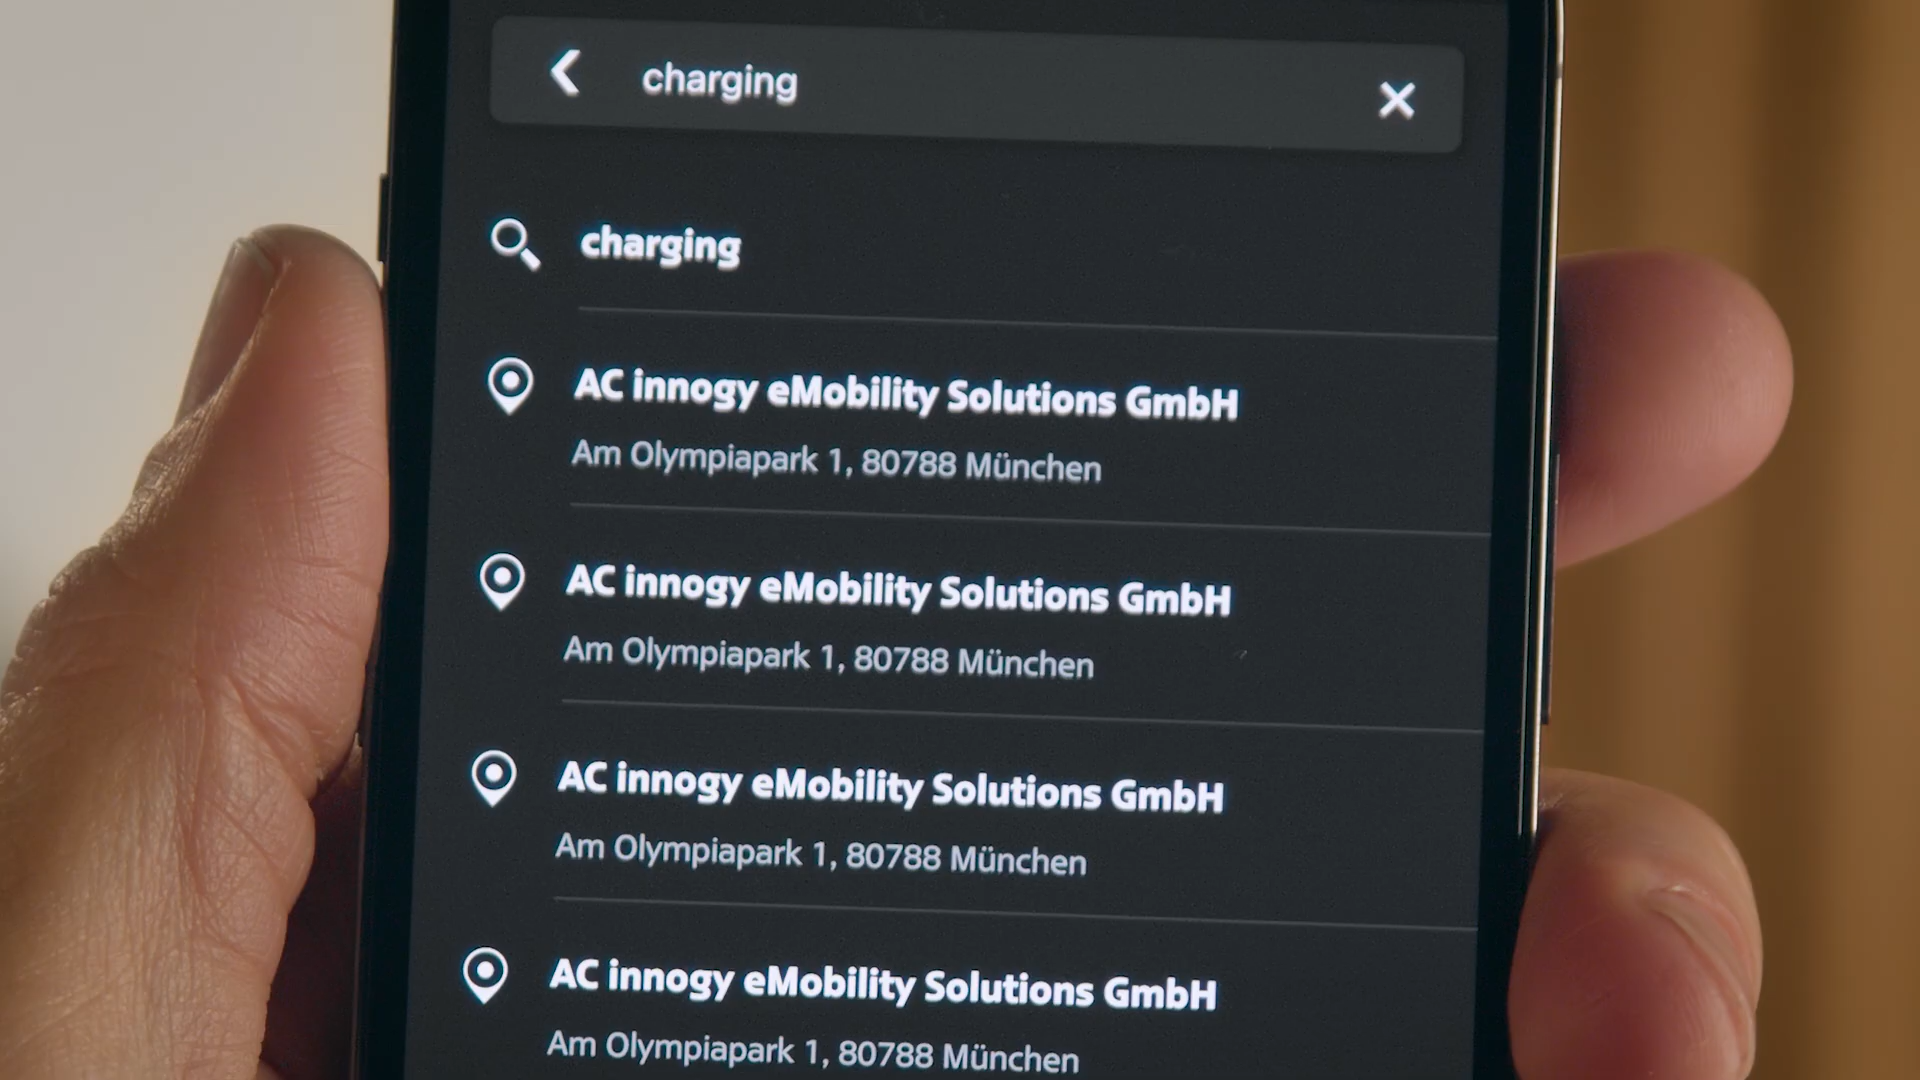 charging
charging
AC innogy eMobility Solutions GmbH
Am Olympiapark 1, 80788 München
AC innogy eMobility Solutions GmbH
Am Olympiapark 1, 80788 München
AC innogy eMobility Solutions GmbH
Am Olympiapark 1, 80788 München
AC innogy eMobility Solutions GmbH
Am Olympiapark 1, 80788 München